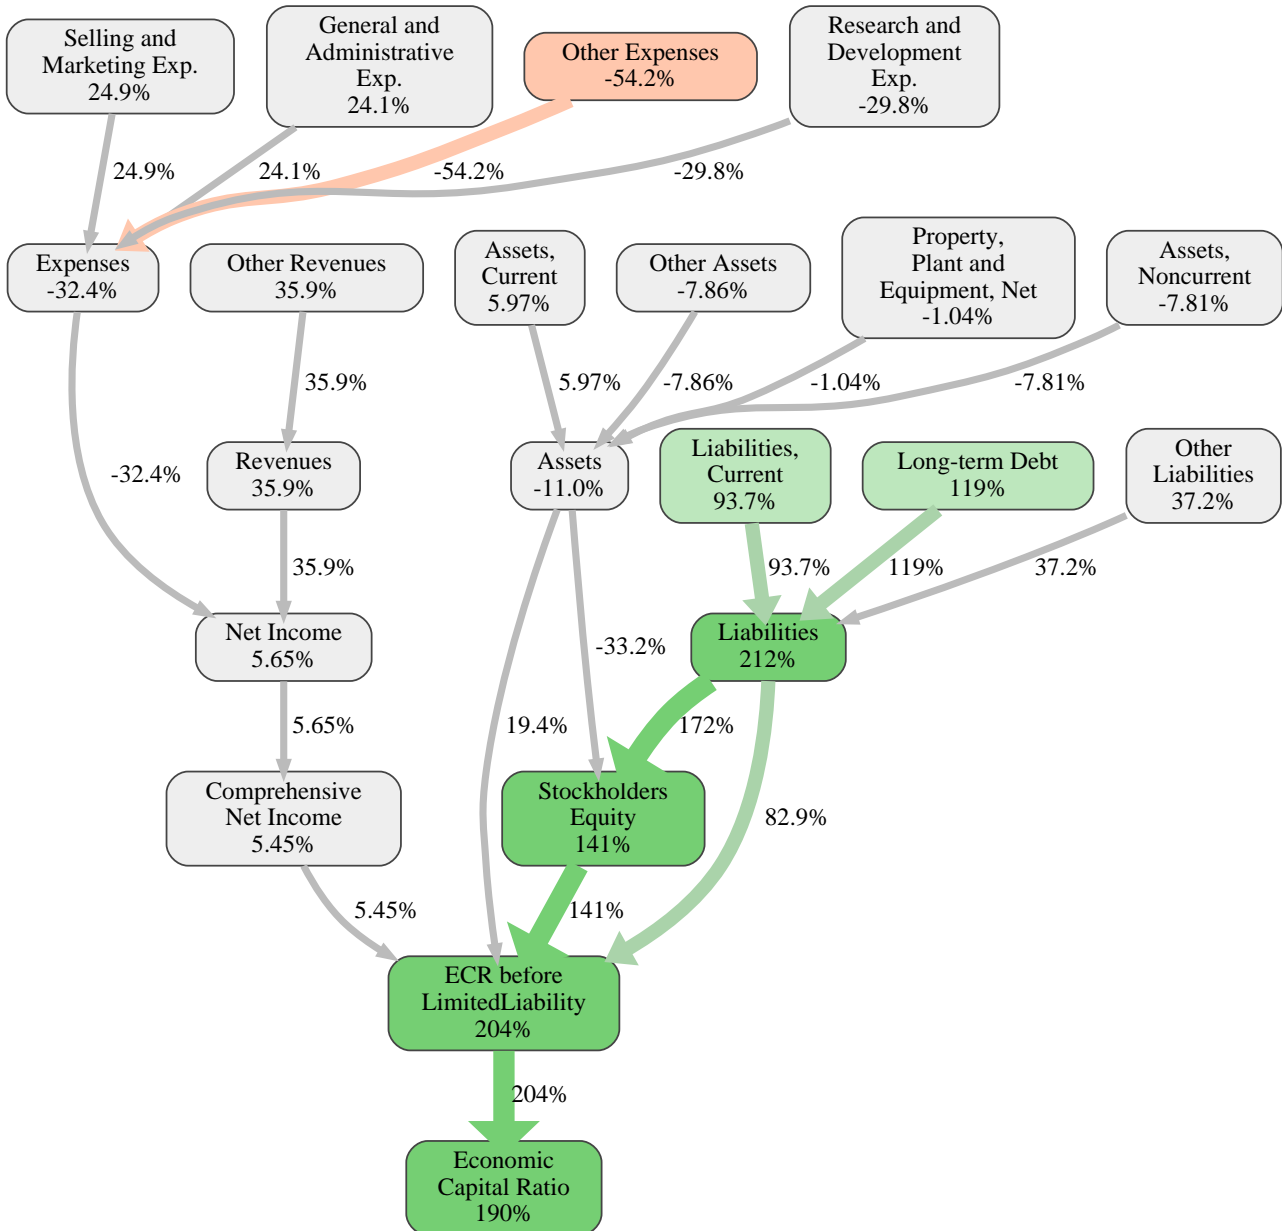 Selling and
Marketing Exp.
24.9%
General and
Administrative
Exp.
24.1%
Other Expenses
-54.2%
Research and
Development
Exp.
-29.8%
24.9%
24.1%
-54.2%
-29.8%
Expenses
-32.4%
Other Revenues
35.9%
Assets,
Current
5.97%
Other Assets
-7.86%
Property,
Plant and
Equipment, Net
-1.04%
Assets,
Noncurrent
-7.81%
35.9%
5.97%
-7.86%
-1.04%
-7.81%
-32.4%
Revenues
35.9%
Assets
-11.0%
Liabilities,
Current
93.7%
Long-term Debt
119%
Other
Liabilities
37.2%
35.9%
93.7%
119%
37.2%
Net Income
5.65%
-33.2%
Liabilities
212%
5.65%
19.4%
172%
Comprehensive
Net Income
5.45%
Stockholders
Equity
141%
82.9%
5.45%
141%
ECR before
LimitedLiability
204%
204%
Economic
Capital Ratio
190%